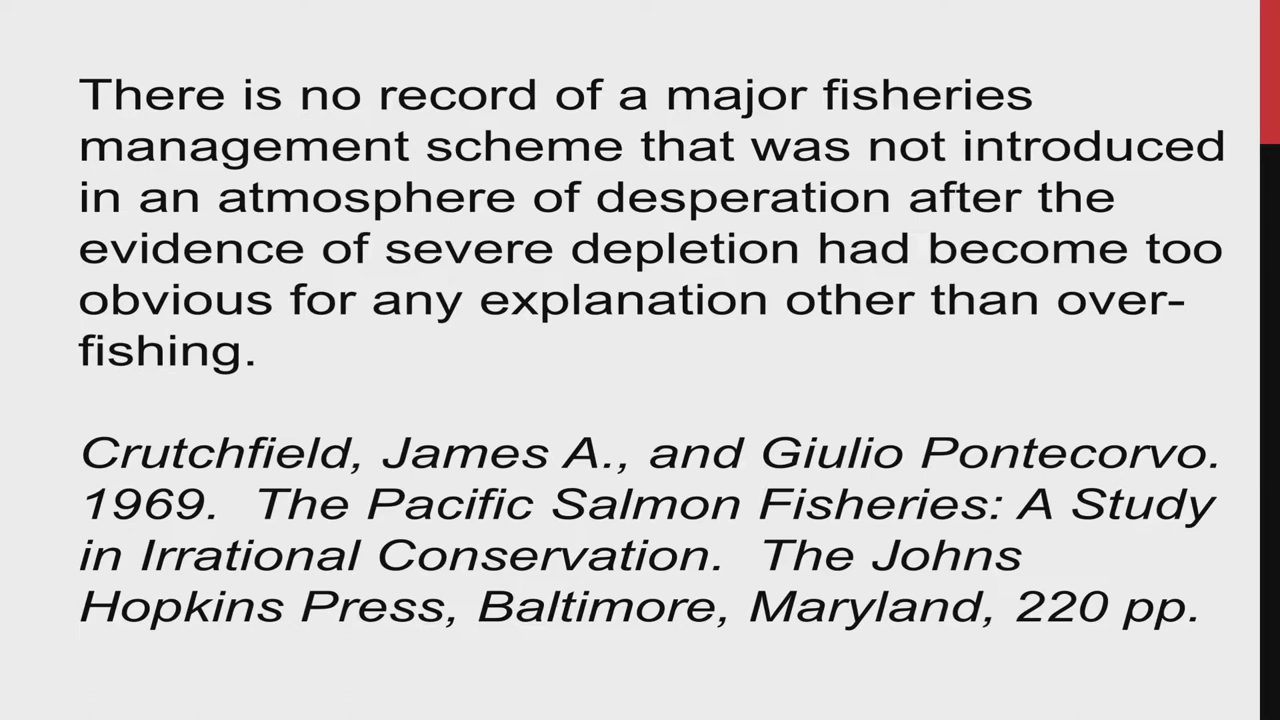 There is no record of a major fisheries
management scheme that was not introduced
in an atmosphere of desperation after the
evidence of severe depletion had become too
obvious for any explanation other than over-
fishing.
Crutchfield, James A., and Giulio Pontecorvo.
1969.  The Pacific Salmon Fisheries: A Study
in Irrational Conservation.  The Johns
Hopkins Press, Baltimore, Maryland, 220 pp.